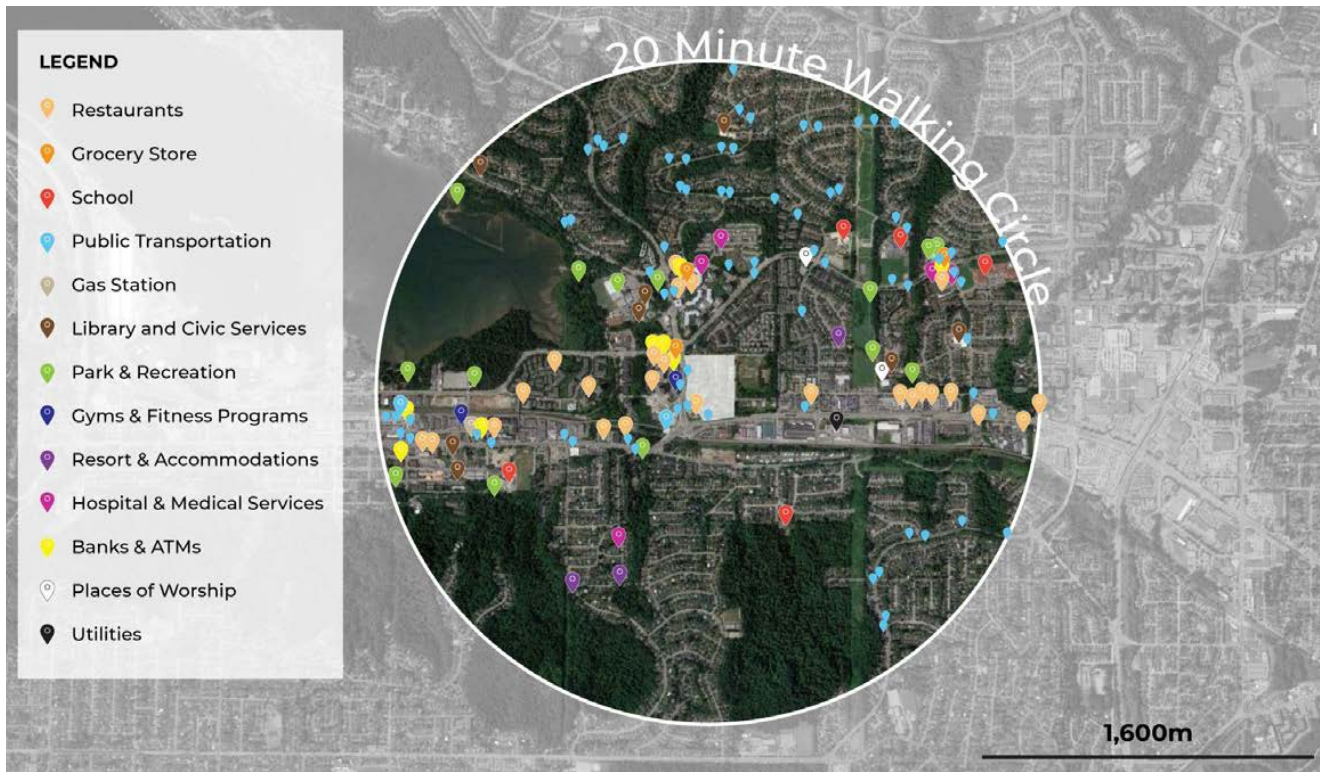 20 Minute Walking Circle
LEGEND
Restaurants
Grocery Store
School
Public Transportation
Gas Station
Library and Civic Services
Park & Recreation
Gyms & Fitness Programs
Resort & Accommodations
Hospital & Medical Services
Banks & ATMs
Places of Worship
Utilities
1,600m